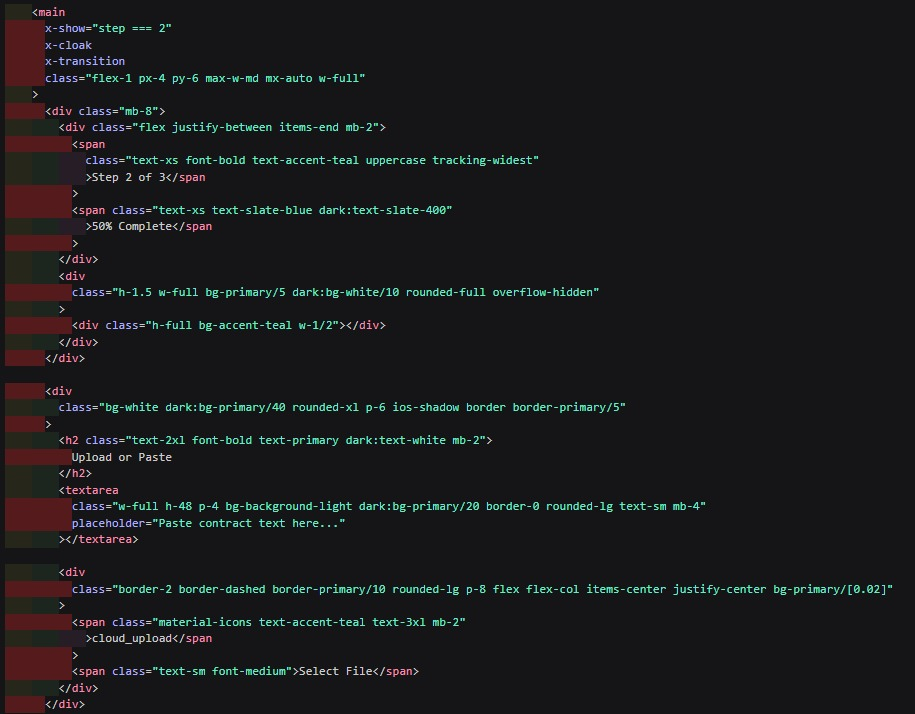 <main
x-show="step === 2"
x-cloak
x-transition
class="flex-1 px-4 py-6 max-w-md mx-auto w-full"
>
<div class="mb-8">
<div class="flex justify-between items-end mb-2">
<span
class="text-xs font-bold text-accent-teal uppercase tracking-widest"
>Step 2 of 3</span
>
<span class="text-xs text-slate-blue dark:text-slate-400"
>50% Complete</span
>
</div>
<div
class="h-1.5 w-full bg-primary/5 dark:bg-white/10 rounded-full overflow-hidden"
>
<div class="h-full bg-accent-teal w-1/2"></div>
</div>
</div>
<div
class="bg-white dark:bg-primary/40 rounded-xl p-6 ios-shadow border border-primary/5"
>
<h2 class="text-2xl font-bold text-primary dark:text-white mb-2">
Upload or Paste
</h2>
<textarea
class="w-full h-48 p-4 bg-background-light dark:bg-primary/20 border-0 rounded-lg text-sm mb-4"
placeholder="Paste contract text here..."
></textarea>
<div
class="border-2 border-dashed border-primary/10 rounded-lg p-8 flex flex-col items-center justify-center bg-primary/[0.02]"
>
<span class="material-icons text-accent-teal text-3xl mb-2"
>cloud_upload</span
>
<span class="text-sm font-medium">Select File</span>
</div>
</div>